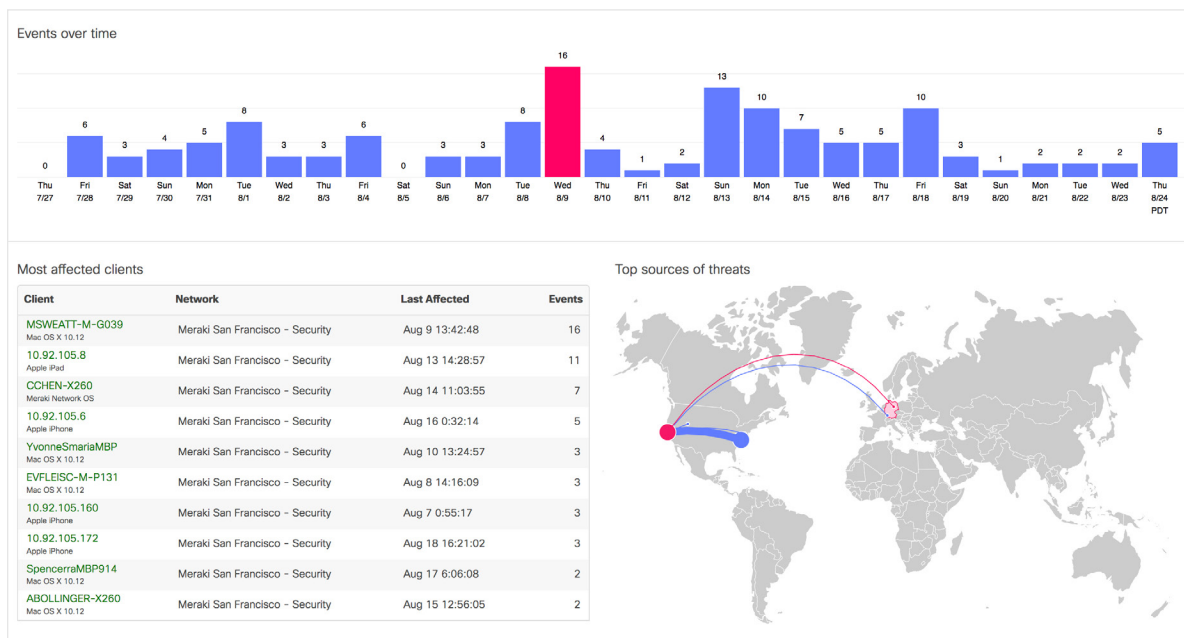 Events over time
0 6 3 4 5 8 3 3 6 0 3 3 8 16 4 1 2 13 10 7 5 5 10 3 1 2 2 2 5
Thu Fri Sat Sun Mon Tue Wed Thu Fri Sat Sun Mon Tue Wed Thu Fri Sat Sun Mon Tue Wed Thu Fri Sat Sun Mon Tue Wed Thu
7/27 7/28 7/29 7/30 7/31 8/1 8/2 8/3 8/4 8/5 8/6 8/7 8/8 8/9 8/10 8/11 8/12 8/13 8/14 8/15 8/16 8/17 8/18 8/19 8/20 8/21 8/22 8/23 8/24
PDT
Most affected clients
Client Network Last Affected Events
MSWEATT-M-G039
Mac OS X 10.12
Meraki San Francisco - Security Aug 9 13:42:48 16
10.92.105.8
Apple iPad
Meraki San Francisco - Security Aug 13 14:28:57 11
CCHEN-X260
Meraki Network OS
Meraki San Francisco - Security Aug 14 11:03:55 7
10.92.105.6
Apple iPhone
Meraki San Francisco - Security Aug 16 0:32:14 5
YvonneSmariaMBP
Mac OS X 10.12
Meraki San Francisco - Security Aug 10 13:24:57 3
EVFLEISC-M-P131
Mac OS X 10.12
Meraki San Francisco - Security Aug 8 14:16:09 3
10.92.105.160
Apple iPhone
Meraki San Francisco - Security Aug 7 0:55:17 3
10.92.105.172
Apple iPhone
Meraki San Francisco - Security Aug 18 16:21:02 3
SpencerraMBP914
Mac OS X 10.12
Meraki San Francisco - Security Aug 17 6:06:08 2
ABOLLINGER-X260
Mac OS X 10.12
Meraki San Francisco - Security Aug 15 12:56:05 2
Top sources of threats